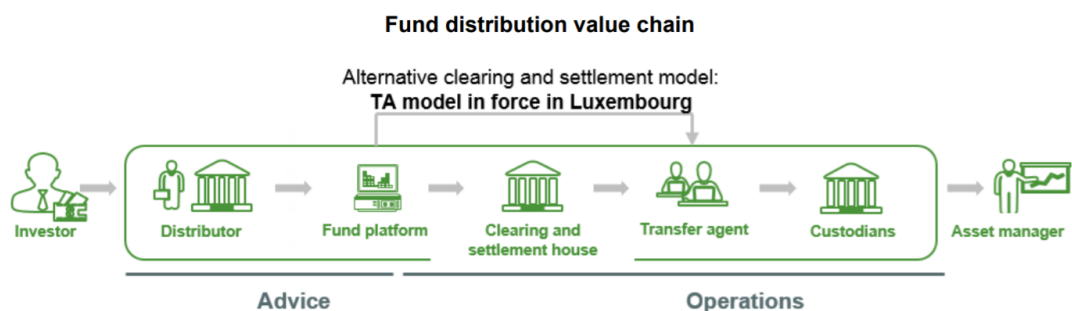 Fund distribution value chain
Alternative clearing and settlement model:
TA model in force in Luxembourg
Investor
Distributor
Fund platform
Clearing and
settlement house
Transfer agent
Custodians
Asset manager
Advice
Operations